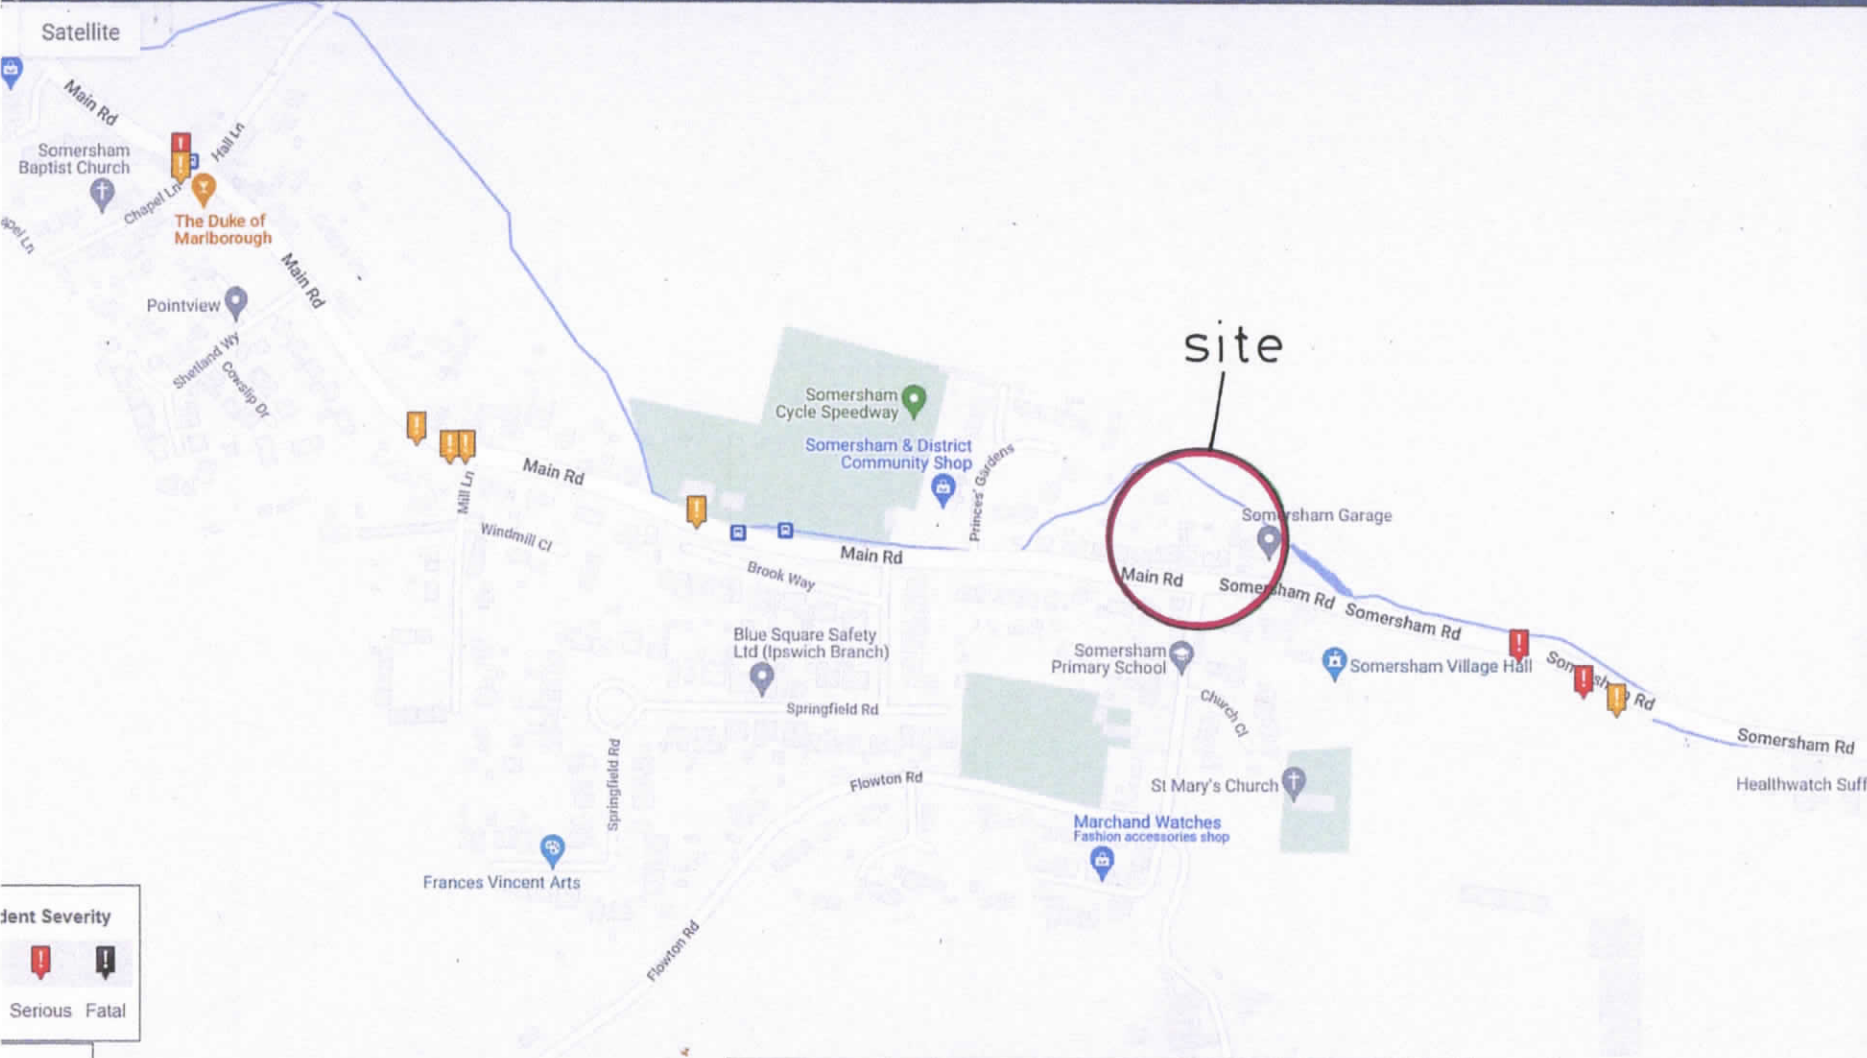 Satellite
Main Rd
Hall Ln
Somersham
Baptist Church
Chapel Ln
apel Ln
The Duke of
Marlborough
Main Rd
Pointview
Shetland Wy
Cowslip Dr
site
Somersham
Cycle Speedway
Somersham & District
Community Shop
Princes' Gardens
Main Rd
Mill Ln
Windmill Cl
Somersham Garage
Main Rd
Brook Way
Main Rd
Somersham Rd
Somersham Rd
Blue Square Safety
Ltd (Ipswich Branch)
Somersham
Primary School
Somersham Village Hall
Somersham Rd
Springfield Rd
Church Cl
Somersham Rd
Springfield Rd
Flowton Rd
St Mary's Church
Healthwatch Suff
Marchand Watches
Fashion accessories shop
Frances Vincent Arts
Flowton Rd
dent Severity
Serious Fatal